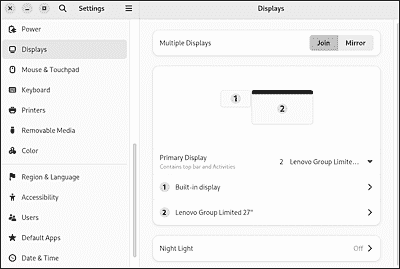 Settings
Displays
Power
Displays
Mouse & Touchpad
Keyboard
Printers
Removable Media
Color
Region & Language
Accessibility
Users
Default Apps
Date & Time
Multiple Displays
Join
Mirror
1
2
Primary Display
Contains top bar and Activities
2 Lenovo Group Limite...
1 Built-in display
2 Lenovo Group Limited 27"
Night Light
Off